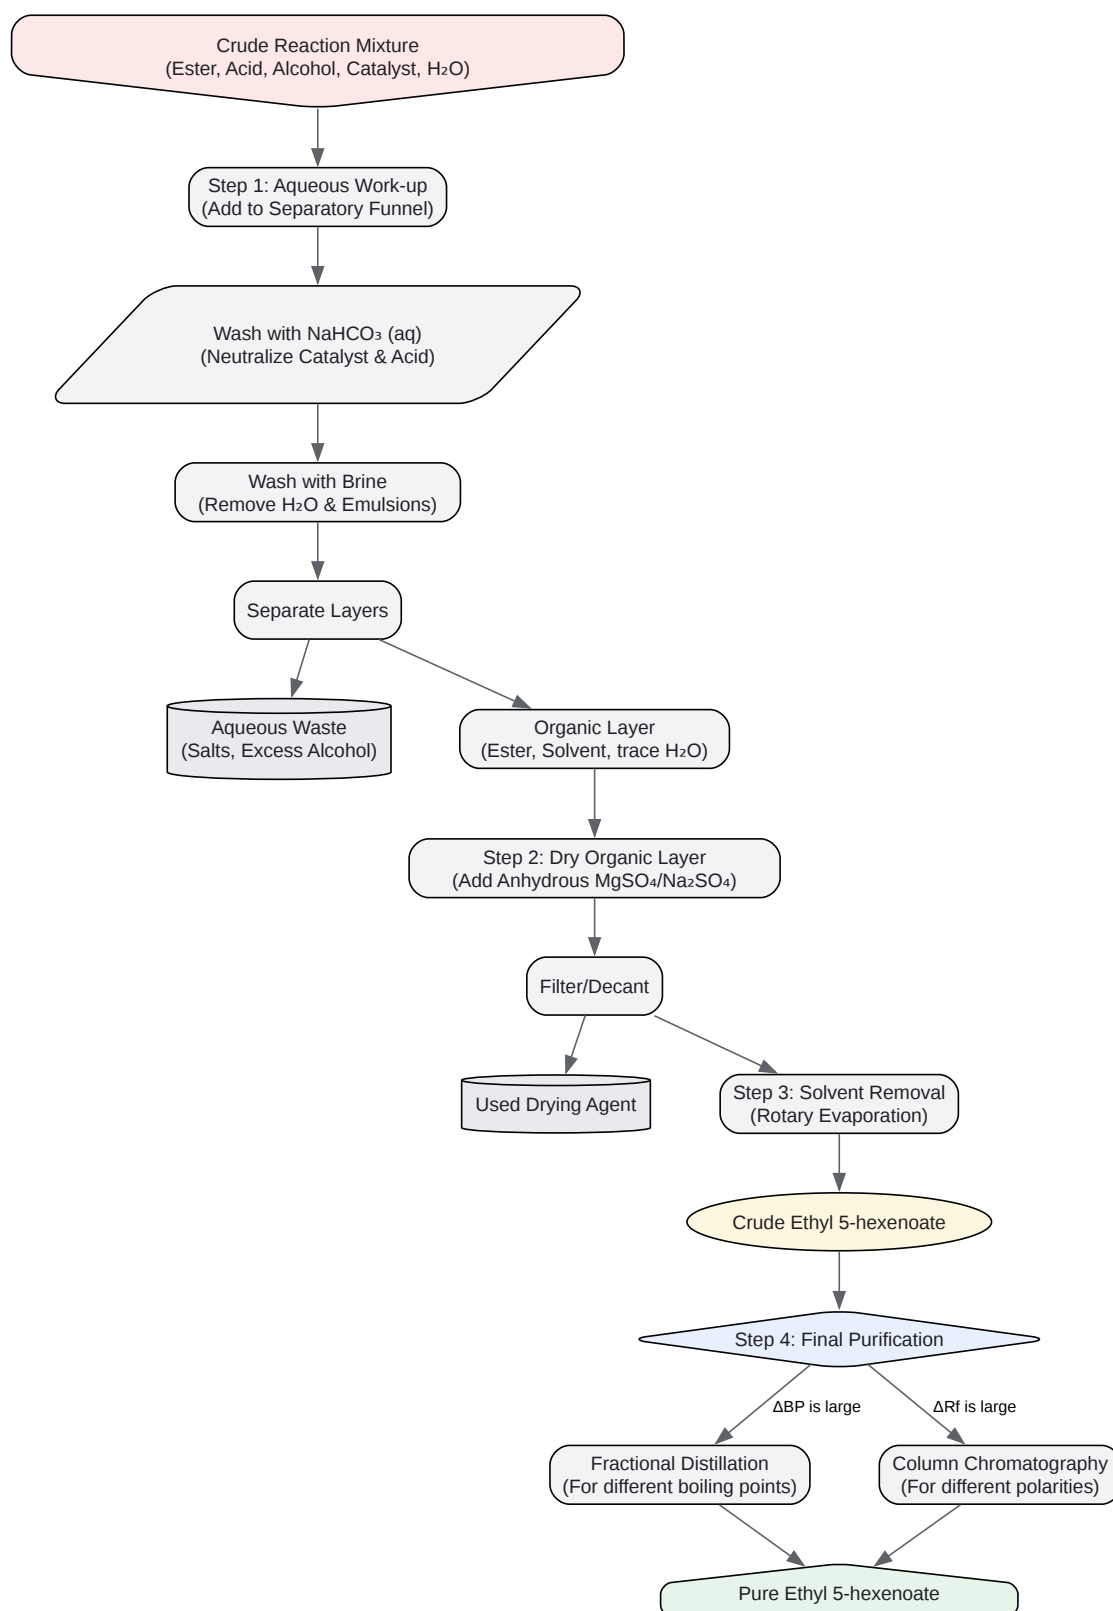 Crude Reaction Mixture
(Ester, Acid, Alcohol, Catalyst, H₂O)
Step 1: Aqueous Work-up
(Add to Separatory Funnel)
Wash with NaHCO₃ (aq)
(Neutralize Catalyst & Acid)
Wash with Brine
(Remove H₂O & Emulsions)
Separate Layers
Aqueous Waste
(Salts, Excess Alcohol)
Organic Layer
(Ester, Solvent, trace H₂O)
Step 2: Dry Organic Layer
(Add Anhydrous MgSO₄/Na₂SO₄)
Filter/Decant
Used Drying Agent
Step 3: Solvent Removal
(Rotary Evaporation)
Crude Ethyl 5-hexenoate
Step 4: Final Purification
ΔBP is large
ΔRf is large
Fractional Distillation
(For different boiling points)
Column Chromatography
(For different polarities)
Pure Ethyl 5-hexenoate